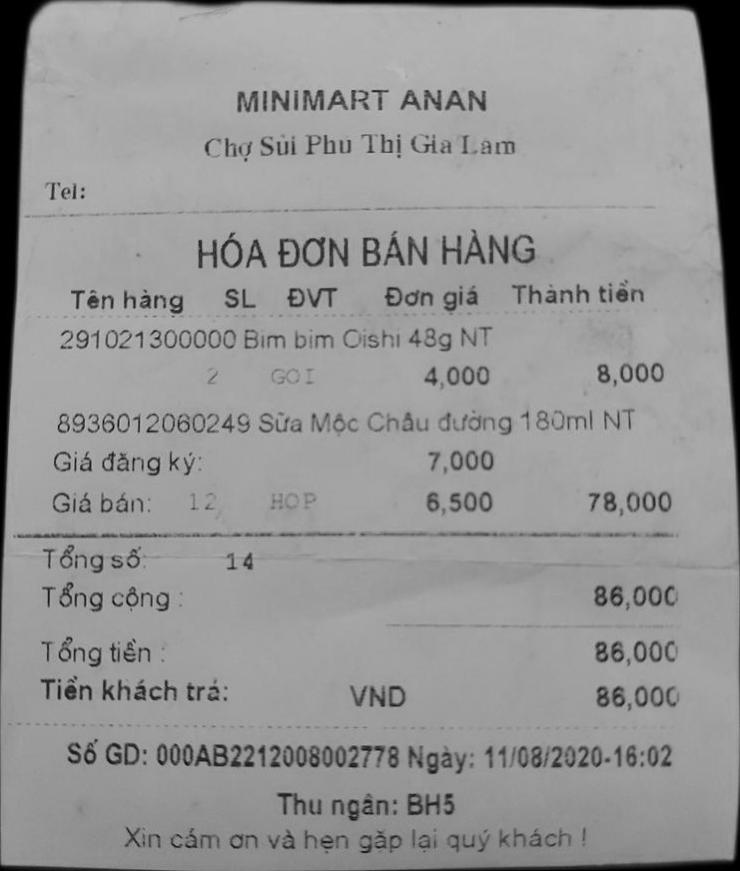 MINIMART ANAN
Chợ Sủi Phú Thị Gia Lâm
Tel:
HÓA ĐƠN BÁN HÀNG
Tên hàng SL ĐVT Đơn giá Thành tiền
291021300000 Bim bim Oishi 48g NT
2 GOI 4,000 8,000
8936012060249 Sữa Mộc Châu đường 180ml NT
Giá đăng ký: 7,000
Giá bán: 12 HOP 6,500 78,000
Tổng số: 14
Tổng cộng : 86,000
Tổng tiền : 86,000
Tiền khách trả: VND 86,000
Số GD: 000AB2212008002778 Ngày: 11/08/2020-16:02
Thu ngân: BH5
Xin cám ơn và hẹn gặp lại quý khách !